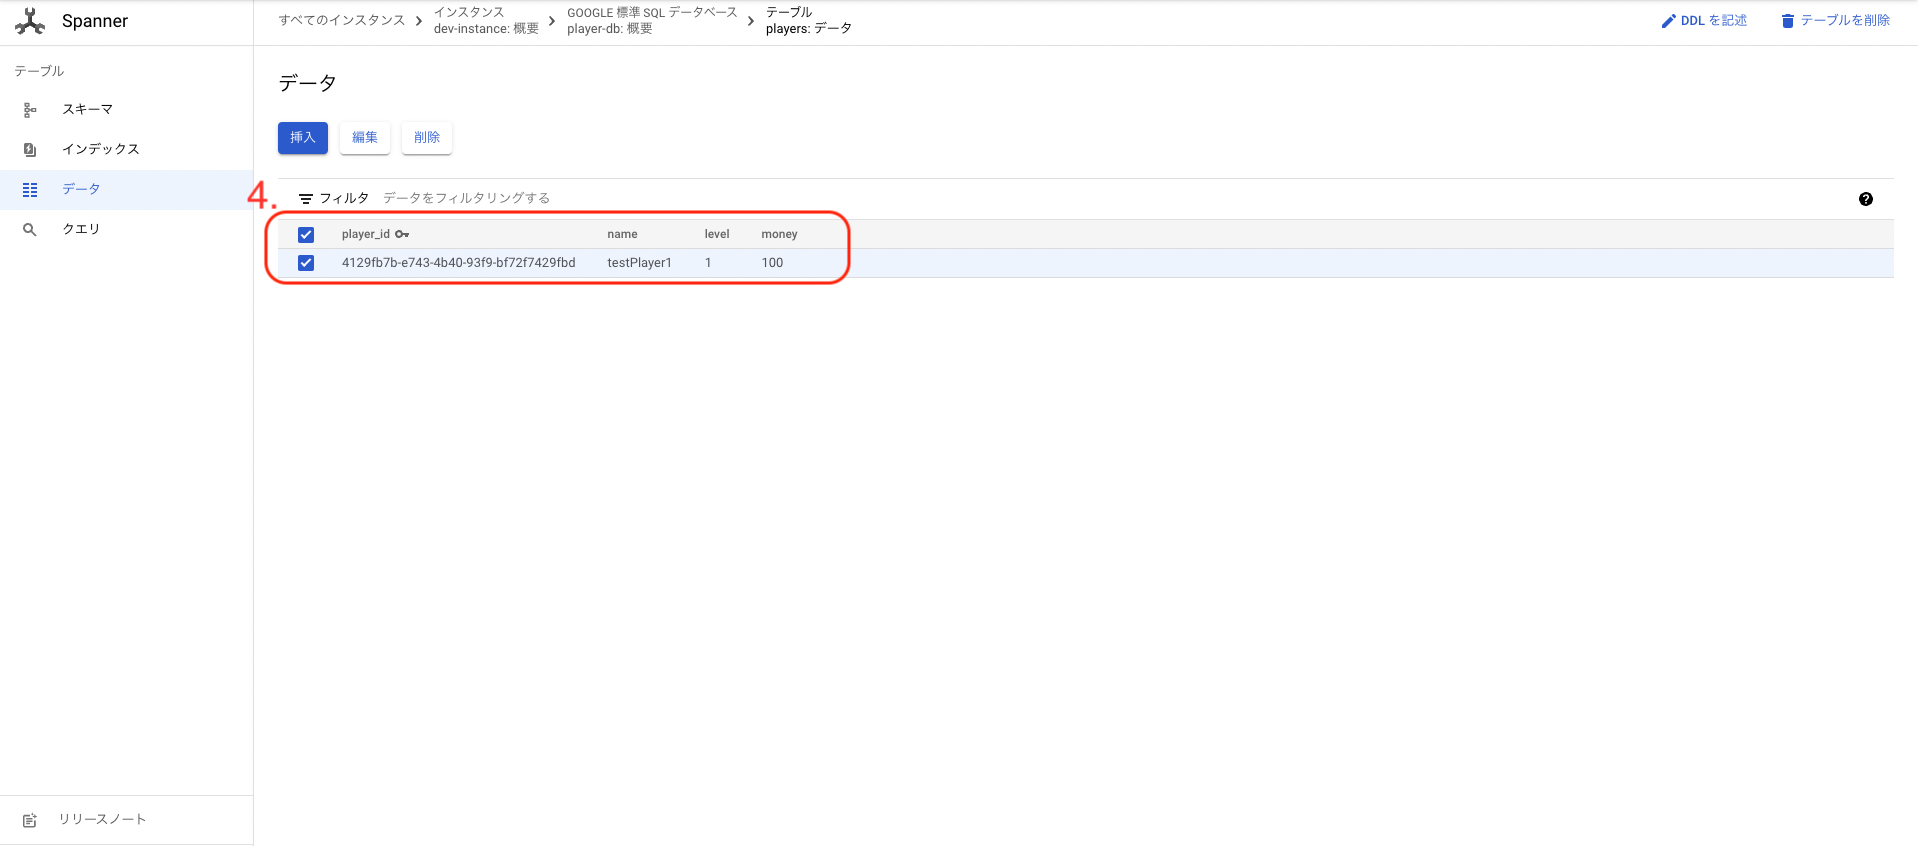 Spanner
すべてのインスタンス
インスタンス
dev-instance: 概要
GOOGLE 標準 SQL データベース
player-db: 概要
テーブル
players: データ
DDL を記述
テーブルを削除
テーブル
スキーマ
インデックス
データ
クエリ
リリースノート
データ
挿入
編集
削除
4.
フィルタ データをフィルタリングする
player_id name level money
4129fb7b-e743-4b40-93f9-bf72f7429fbd testPlayer1 1 100